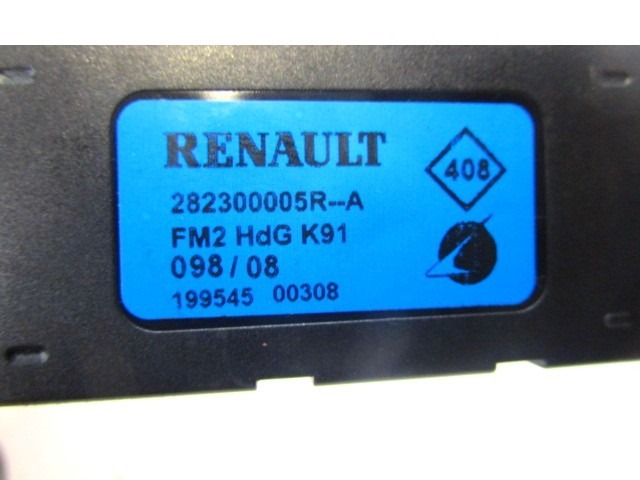 RENAULT
408
282300005R--A
FM2 HdG K91
098 / 08
199545 00308